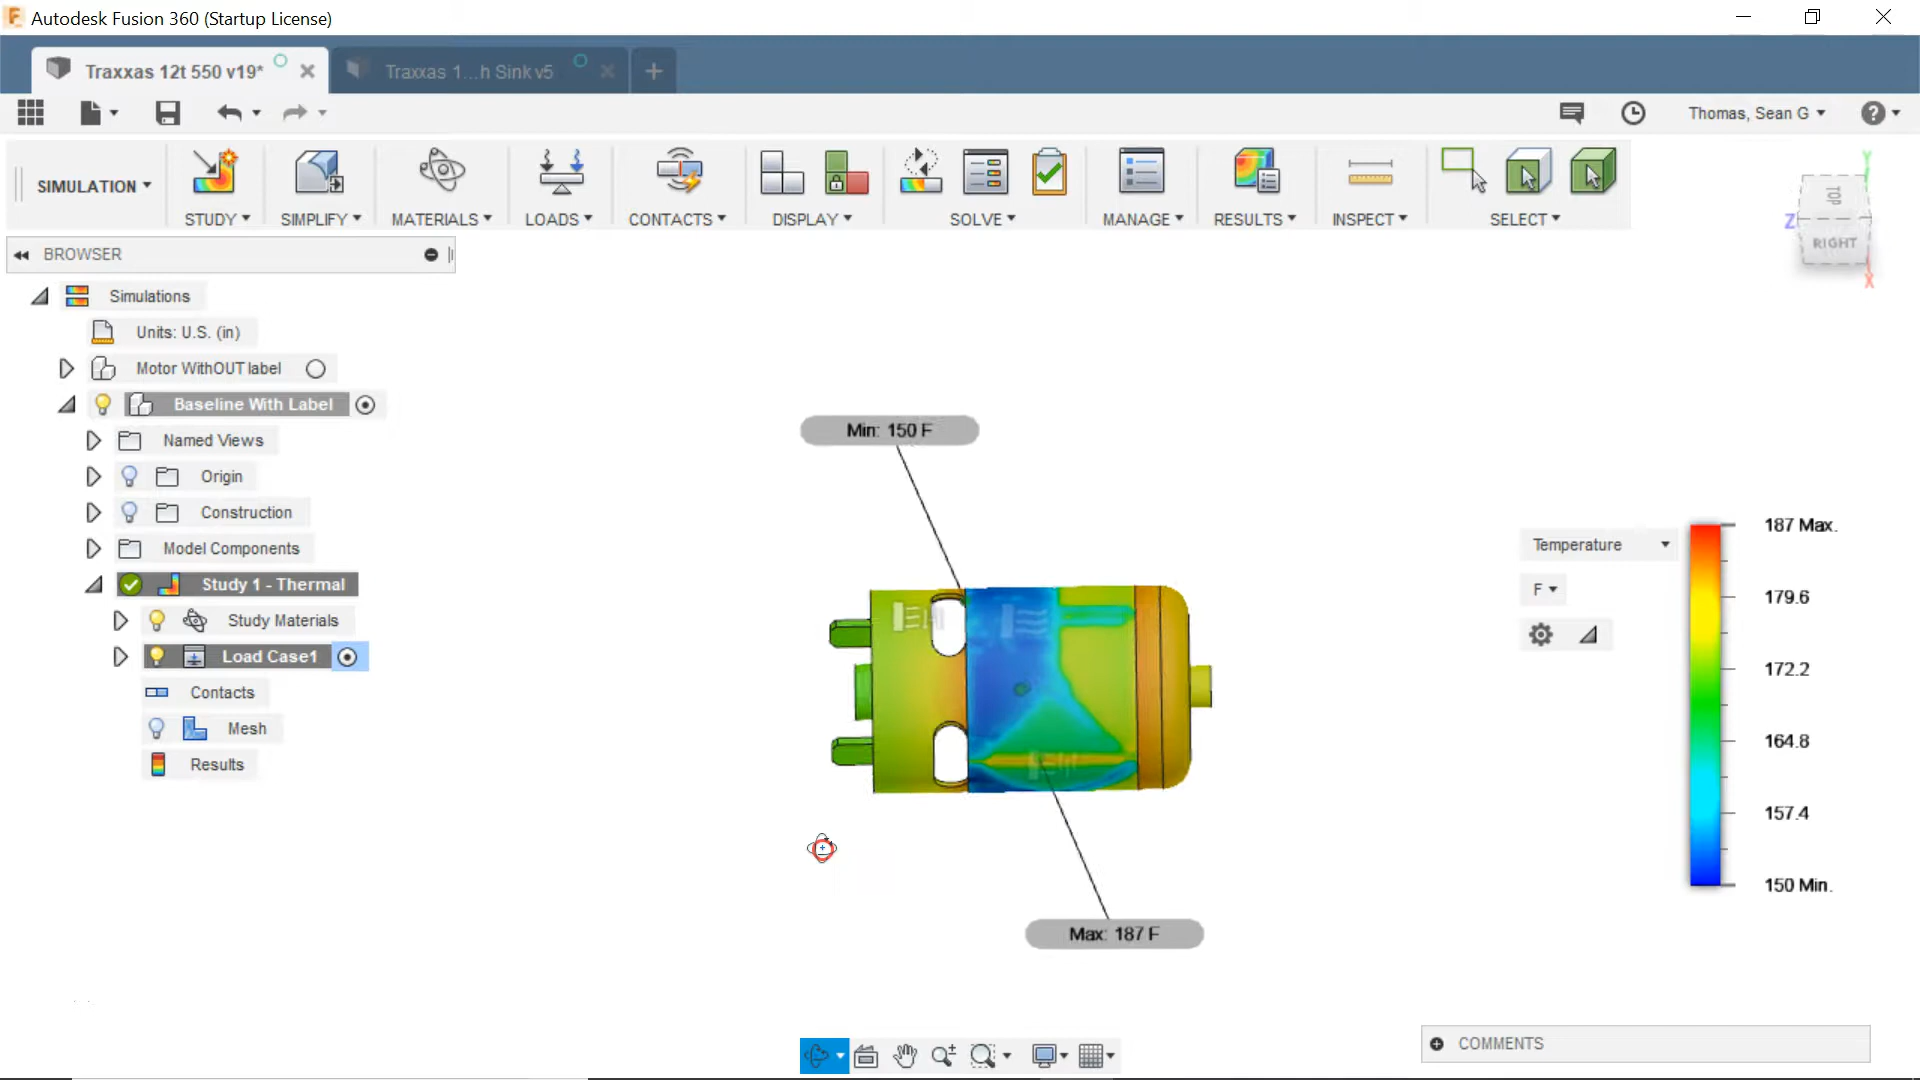 Autodesk Fusion 360 (Startup License)
Traxxas 12t 550 v19*
Traxxas 1...h Sink v5
Thomas, Sean G
SIMULATION
STUDY
SIMPLIFY
MATERIALS
LOADS
CONTACTS
DISPLAY
SOLVE
MANAGE
RESULTS
INSPECT
SELECT
TOP
RIGHT
Y
Z
X
BROWSER
Simulations
Units: U.S. (in)
Motor WithOUT label
Baseline With Label
Named Views
Origin
Construction
Model Components
Study 1 - Thermal
Study Materials
Load Case1
Contacts
Mesh
Results
Min: 150 F
Max: 187 F
Temperature
F
187 Max.
179.6
172.2
164.8
157.4
150 Min.
COMMENTS